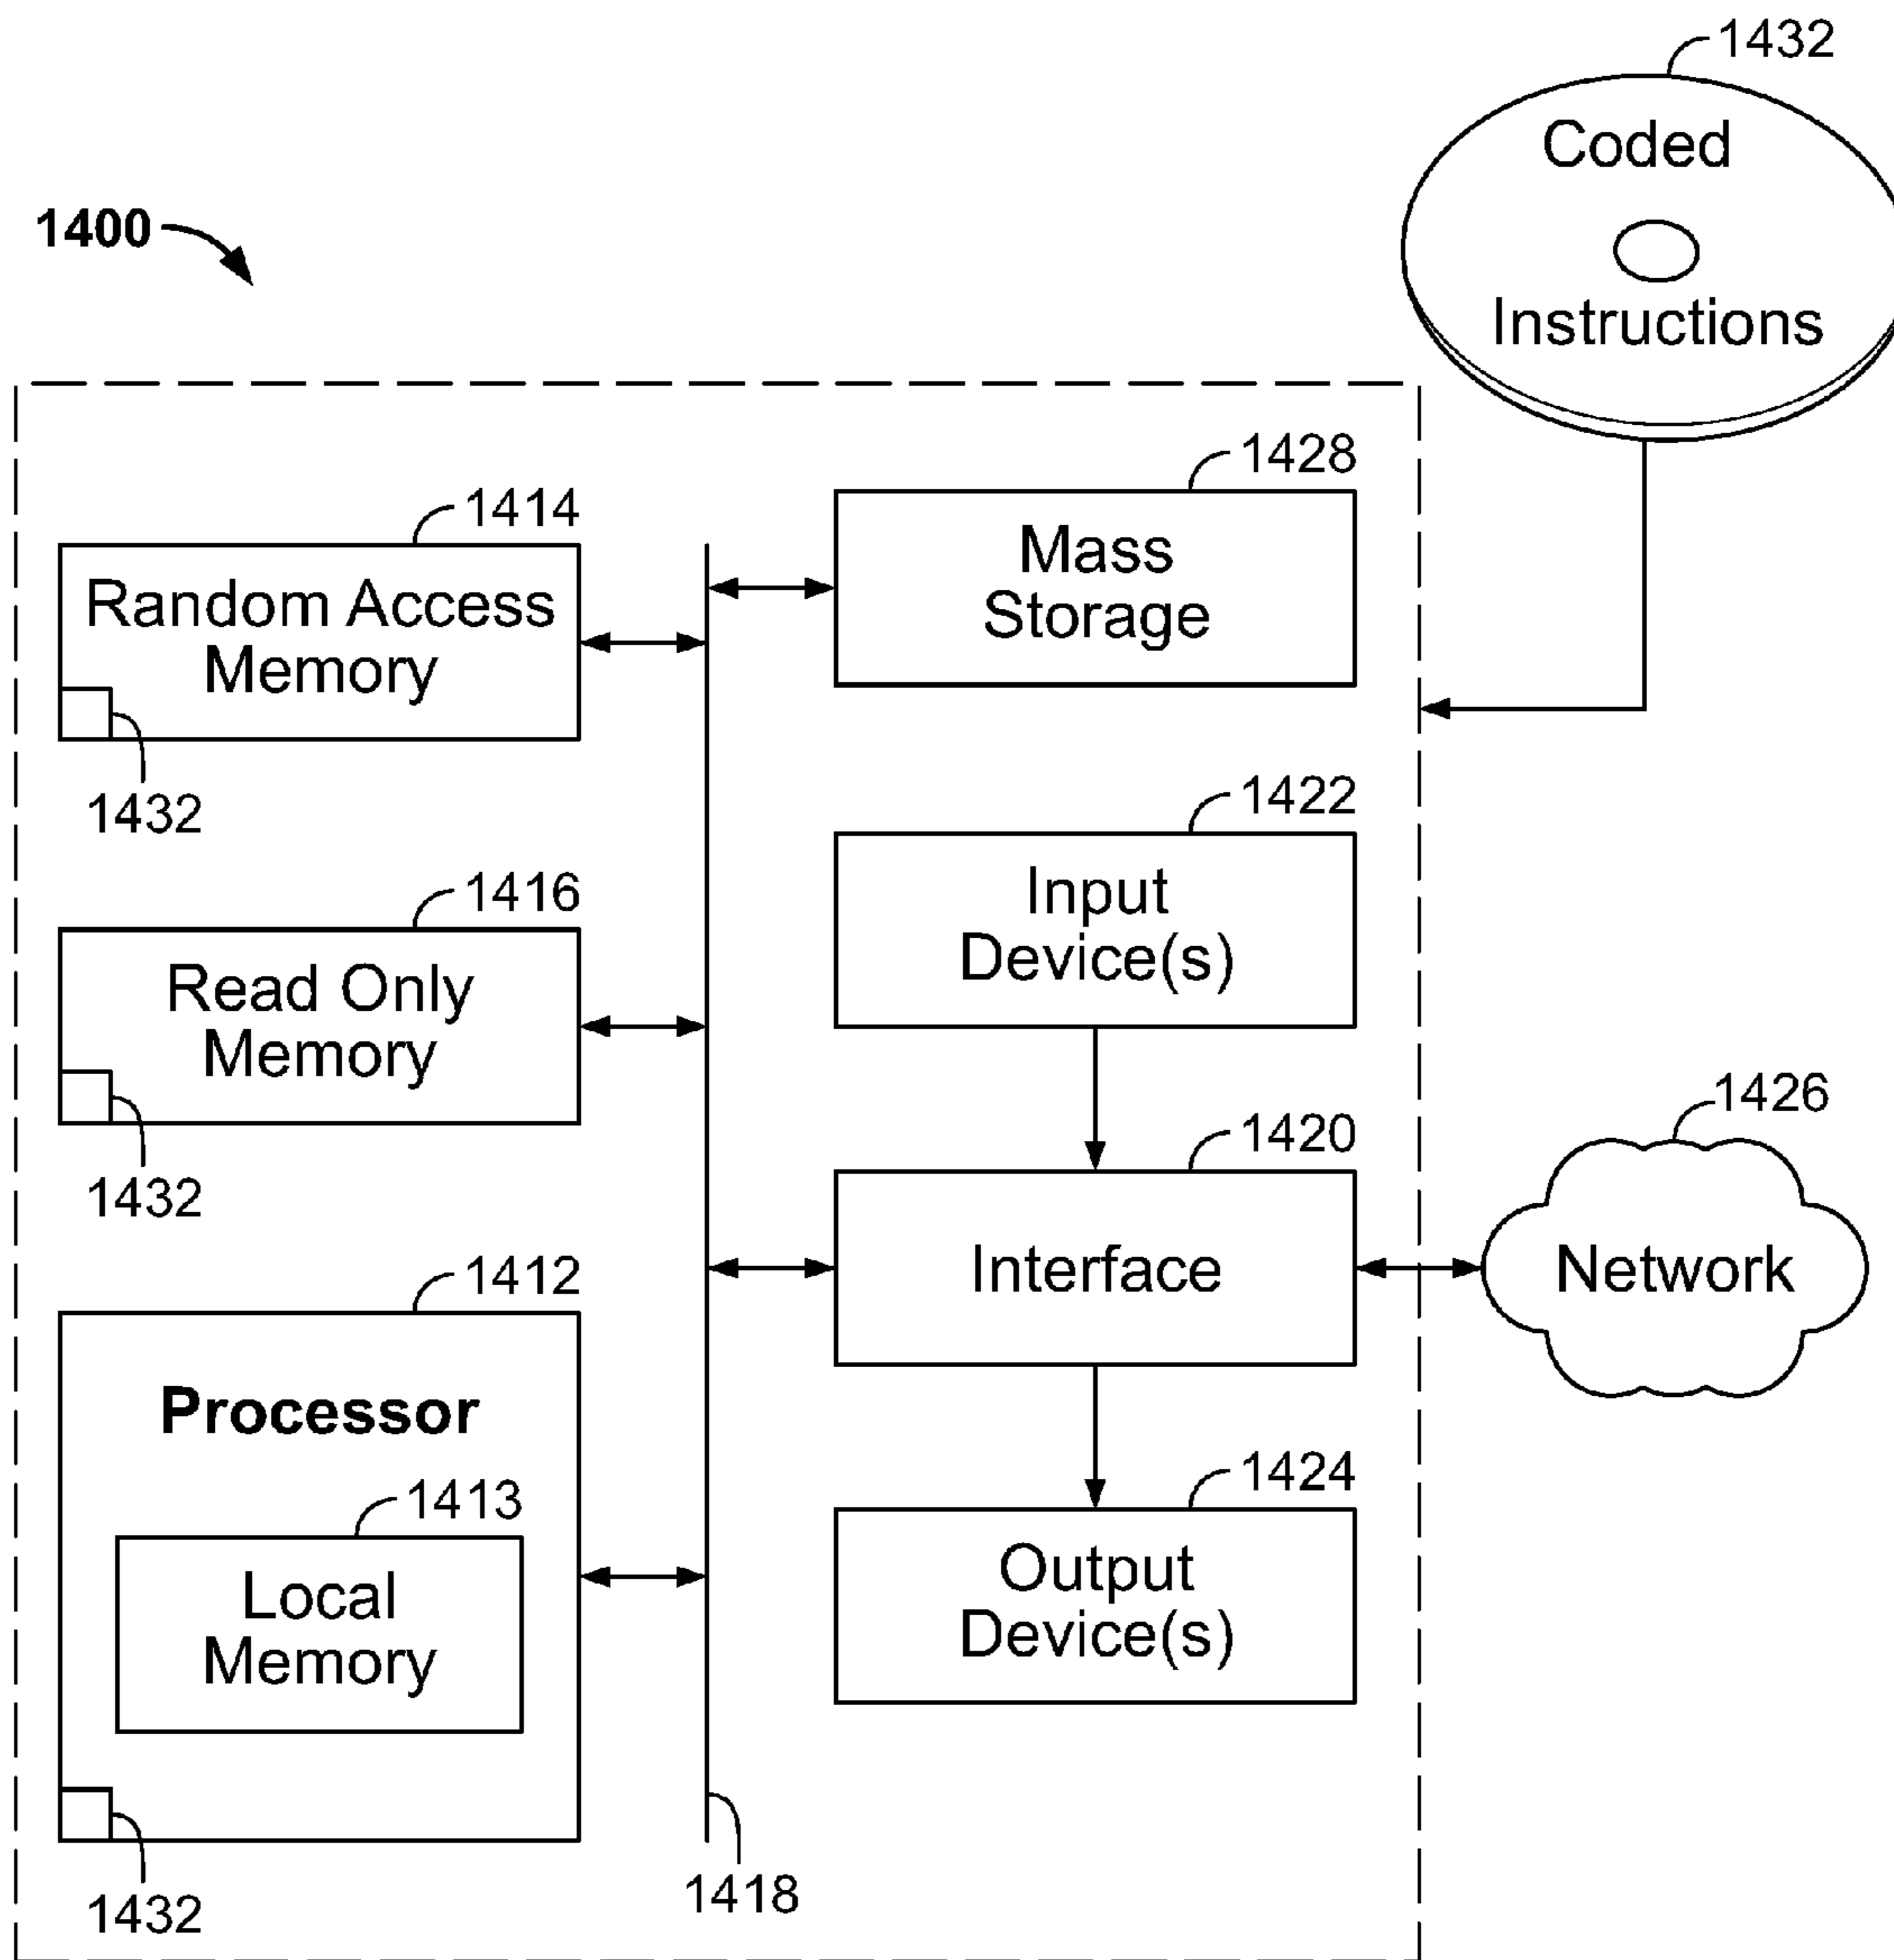 1432
Coded
Instructions
1400
1414
Random Access
Memory
1432
1428
Mass
Storage
1416
Read Only
Memory
1432
1422
Input
Device(s)
1420
Interface
1426
Network
1412
Processor
1413
Local
Memory
1432
1424
Output
Device(s)
1418